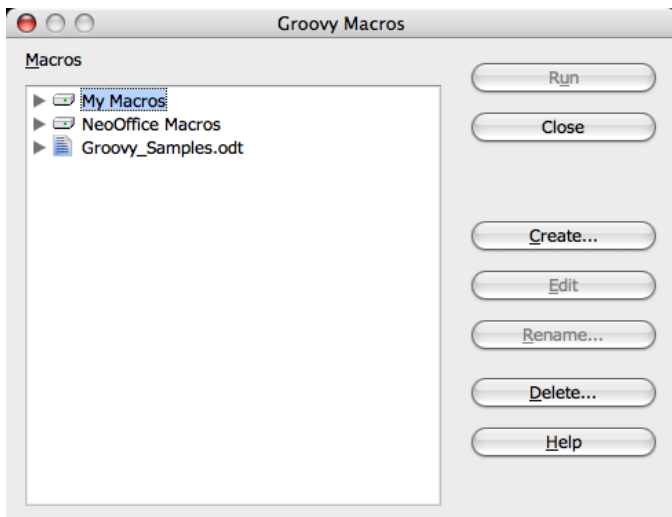 Groovy Macros
Macros
My Macros
NeoOffice Macros
Groovy_Samples.odt
Run
Close
Create...
Edit
Rename...
Delete...
Help